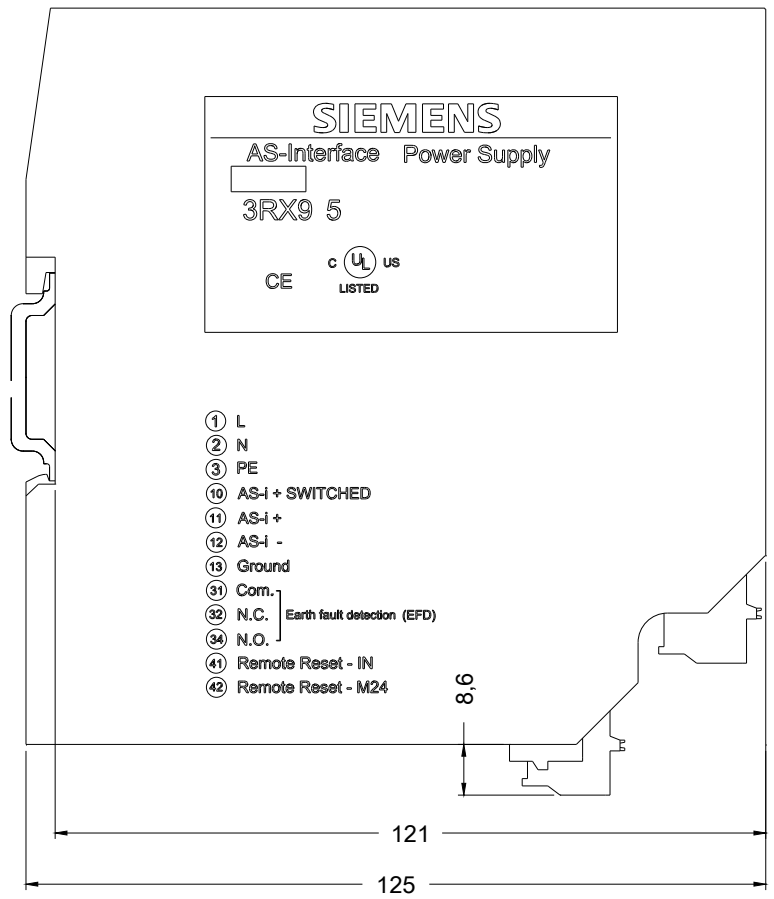 SIEMENS
AS-Interface Power Supply
3RX9 5
C UL US
LISTED
CE
1 L
2 N
3 PE
10 AS-i + SWITCHED
11 AS-i +
12 AS-i -
13 Ground
31 Com.
32 N.C. Earth fault detection (EFD)
34 N.O.
41 Remote Reset - IN
42 Remote Reset - M24
8,6
121
125